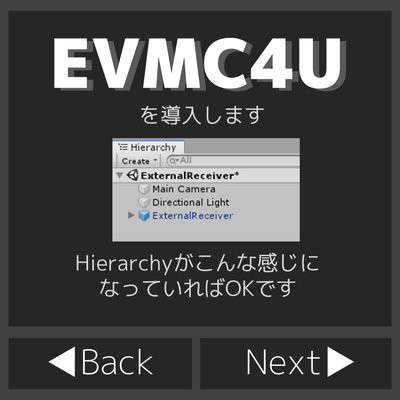 EVMC4U
を導入します
Hierarchy
Create All
ExternalReceiver*
Main Camera
Directional Light
ExternalReceiver
Hierarchyがこんな感じに
なっていればOKです
◀Back Next▶